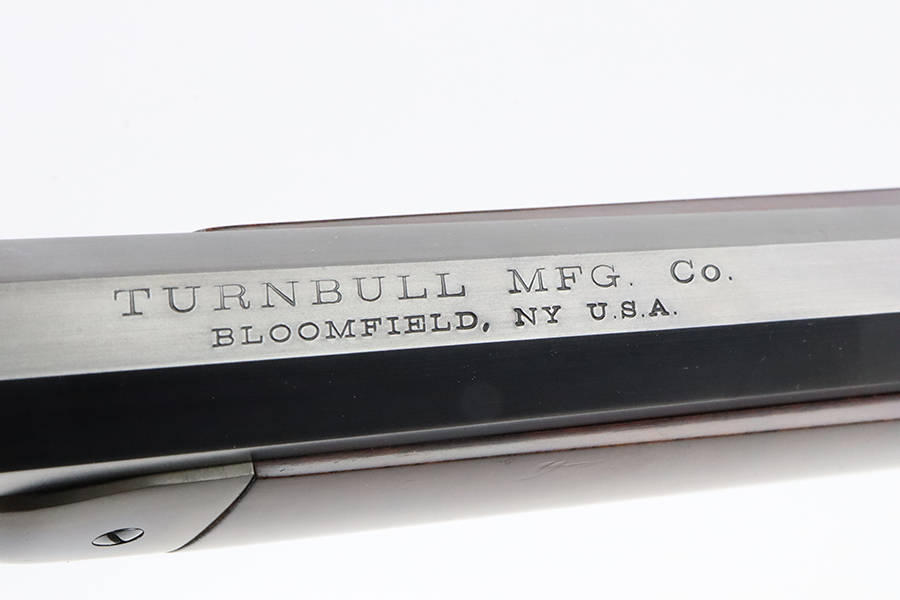 TURNBULL MFG. Co.
BLOOMFIELD, NY U.S.A.